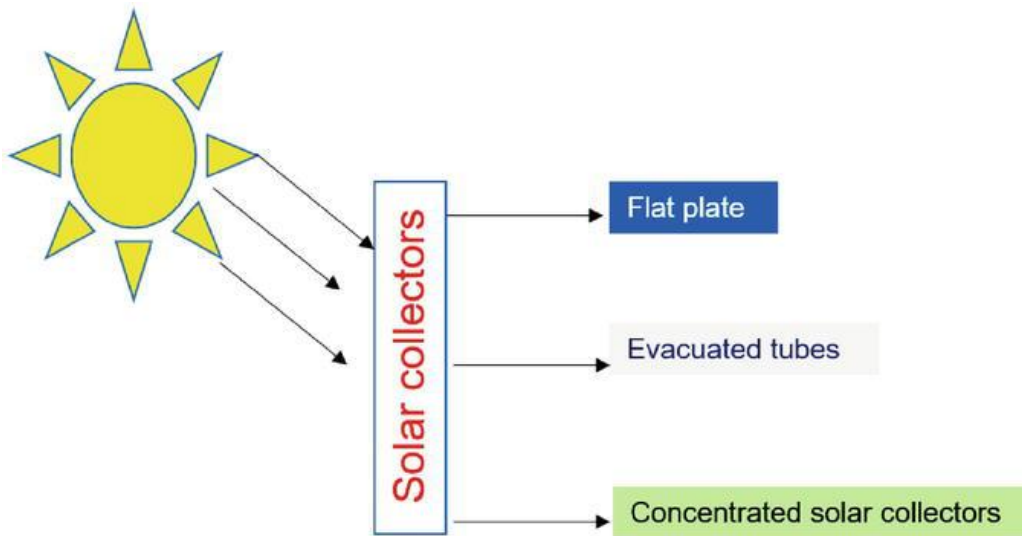 Solar collectors
Flat plate
Evacuated tubes
Concentrated solar collectors